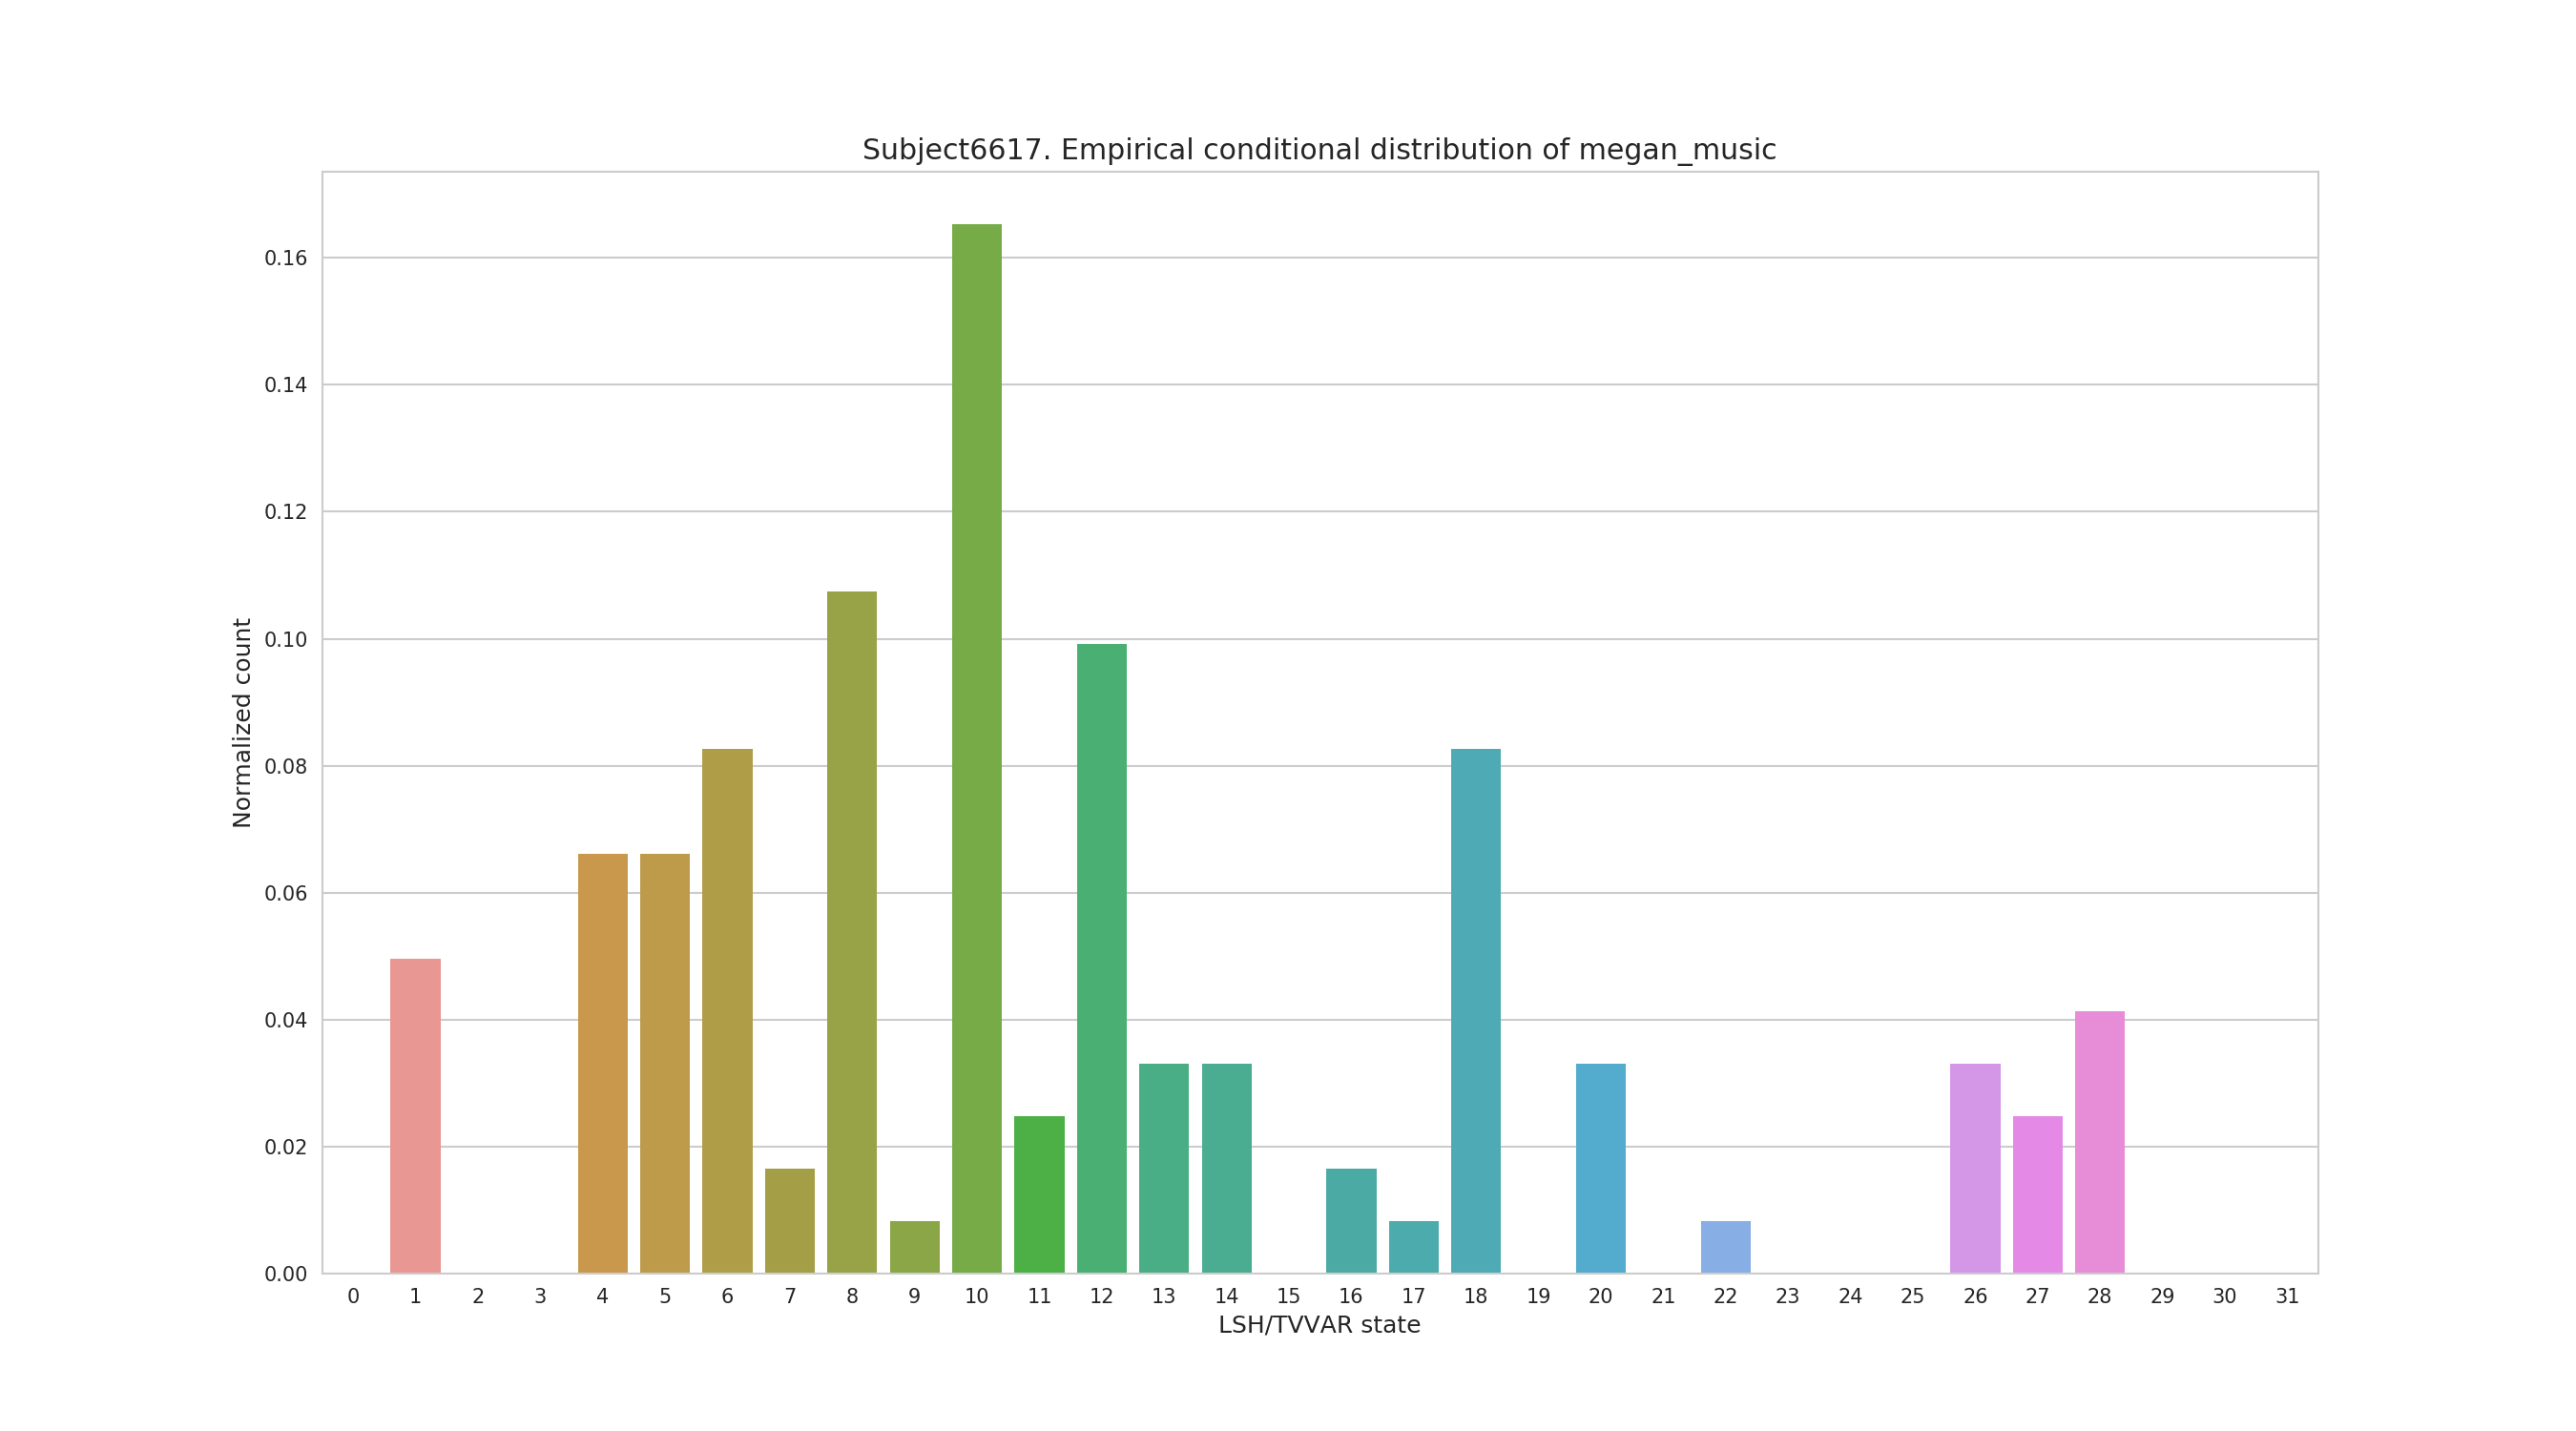 Subject6617. Empirical conditional distribution of megan_music
0.16
0.14
0.12
0.10
0.08
0.06
0.04
0.02
0.00
Normalized count
0 1 2 3 4 5 6 7 8 9 10 11 12 13 14 15 16 17 18 19 20 21 22 23 24 25 26 27 28 29 30 31
LSH/TVVAR state